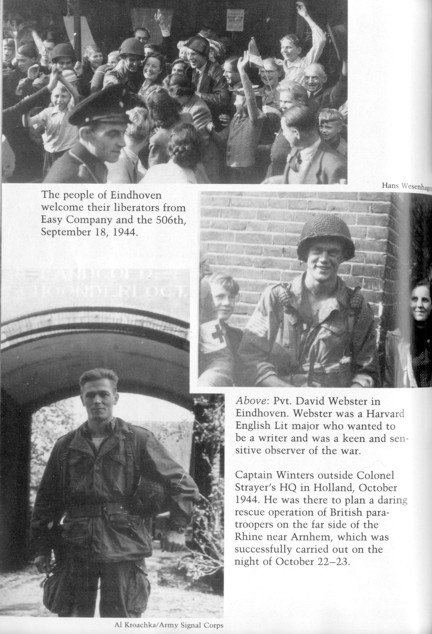 Hans
The people of Eindhoven
welcome their liberators from
Easy Company and the 506th,
September 18, 1944.
Above: Pvt. David Webster in
Eindhoven. Webster was a Harvard
English Lit major who wanted to
be a writer and was a keen and sen-
sitive observer of the war.
Captain Winters outside Colonel
Strayer's HQ in Holland, October
1944. He was there to plan a daring
rescue operation of British para-
troopers on the far side of the
Rhine near Arnhem, which was
successfully carried out on the
night of October 22–23.
Al Krochka/Army Signal Corps